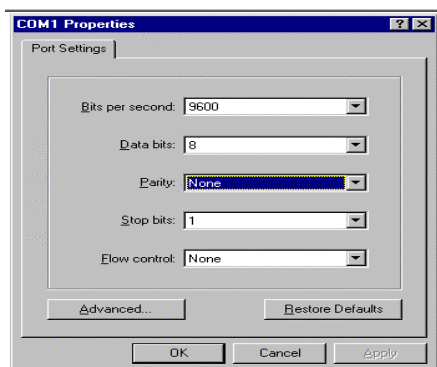 COM1 Properties
Port Settings
Bits per second: 9600
Data bits: 8
Parity: None
Stop bits: 1
Flow control: None
Advanced... Restore Defaults
OK Cancel Apply